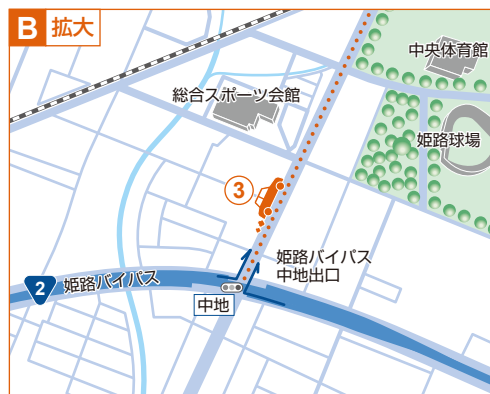 B 拡大
中央体育館
総合スポーツ会館
姫路球場
3
姫路バイパス
中地出口
2
姫路バイパス
中地